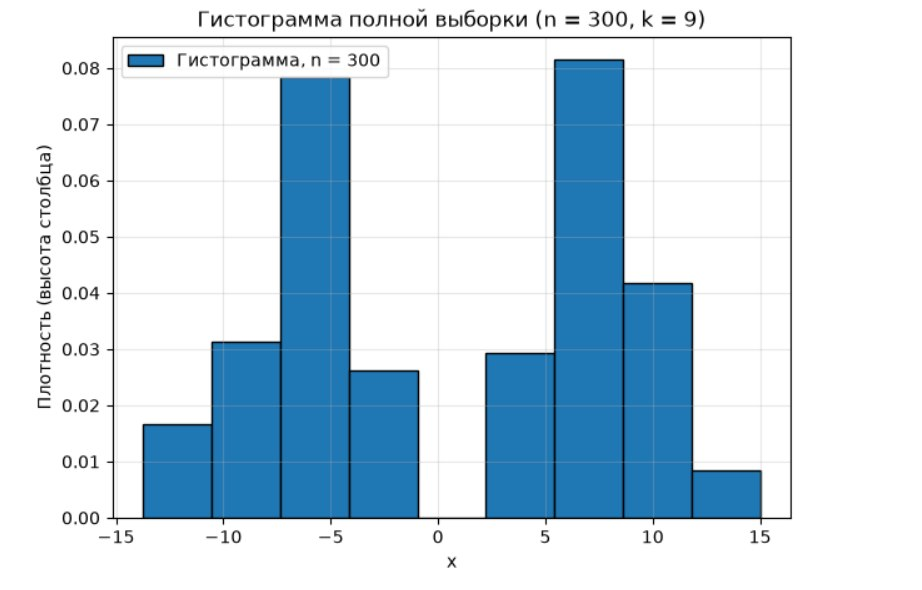 Гистограмма полной выборки (n = 300, k = 9)
Гистограмма, n = 300
Плотность (высота столбца)
0.08
0.07
0.06
0.05
0.04
0.03
0.02
0.01
0.00
−15 −10 −5 0 5 10 15
x